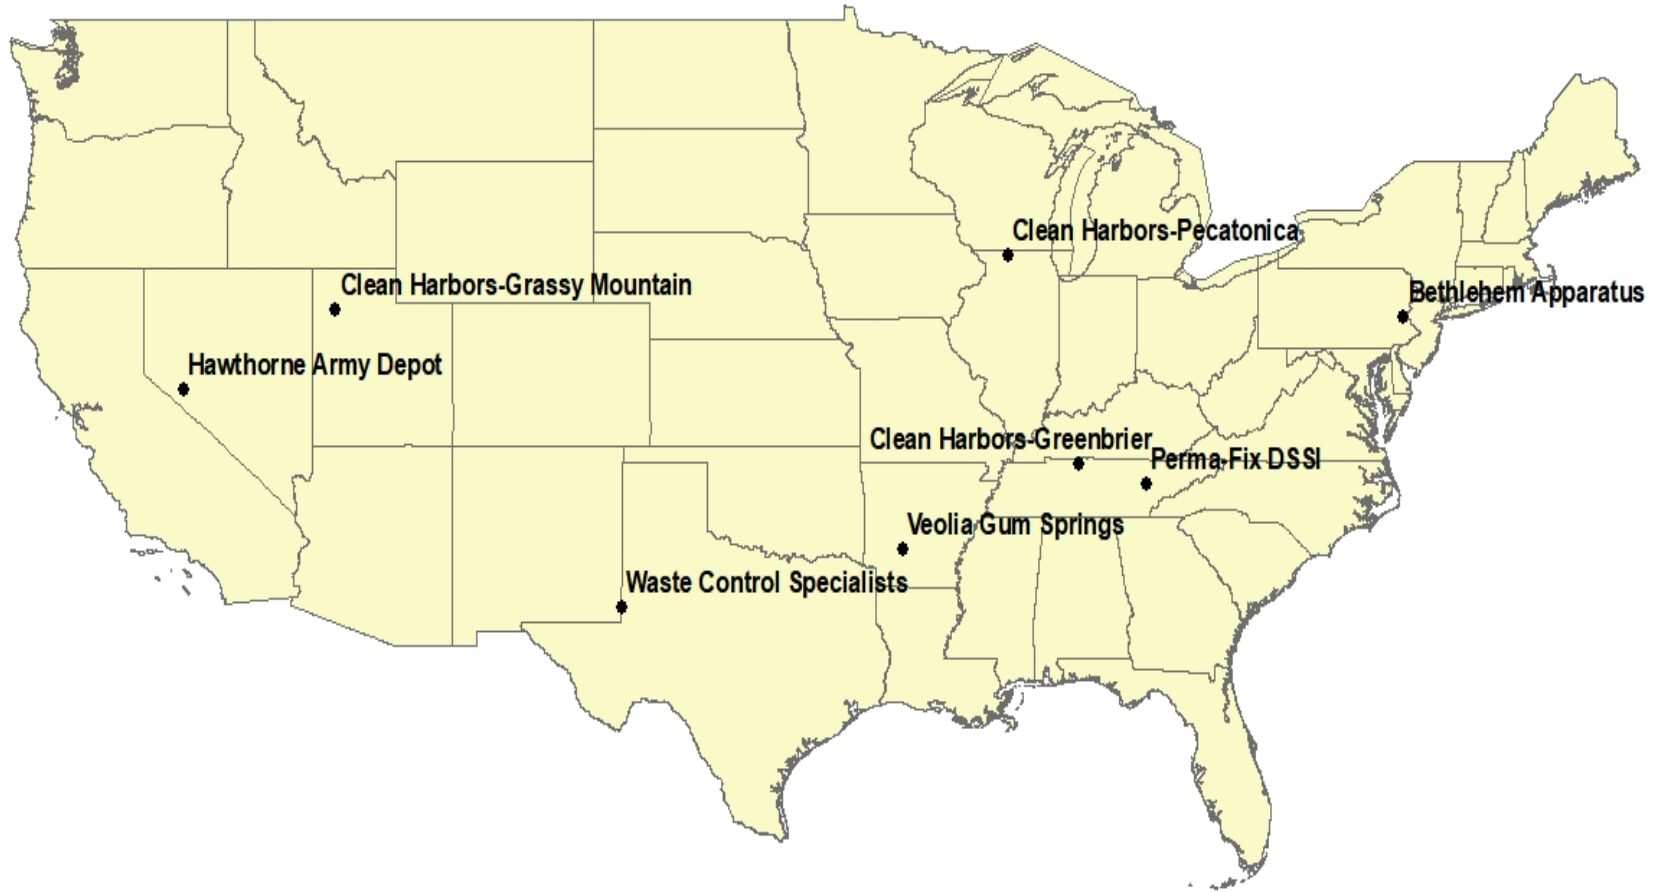 Clean Harbors-Pecatonica
Clean Harbors-Grassy Mountain
Bethlehem Apparatus
Hawthorne Army Depot
Clean Harbors-Greenbrier
Perma-Fix DSSI
Veolia Gum Springs
Waste Control Specialists